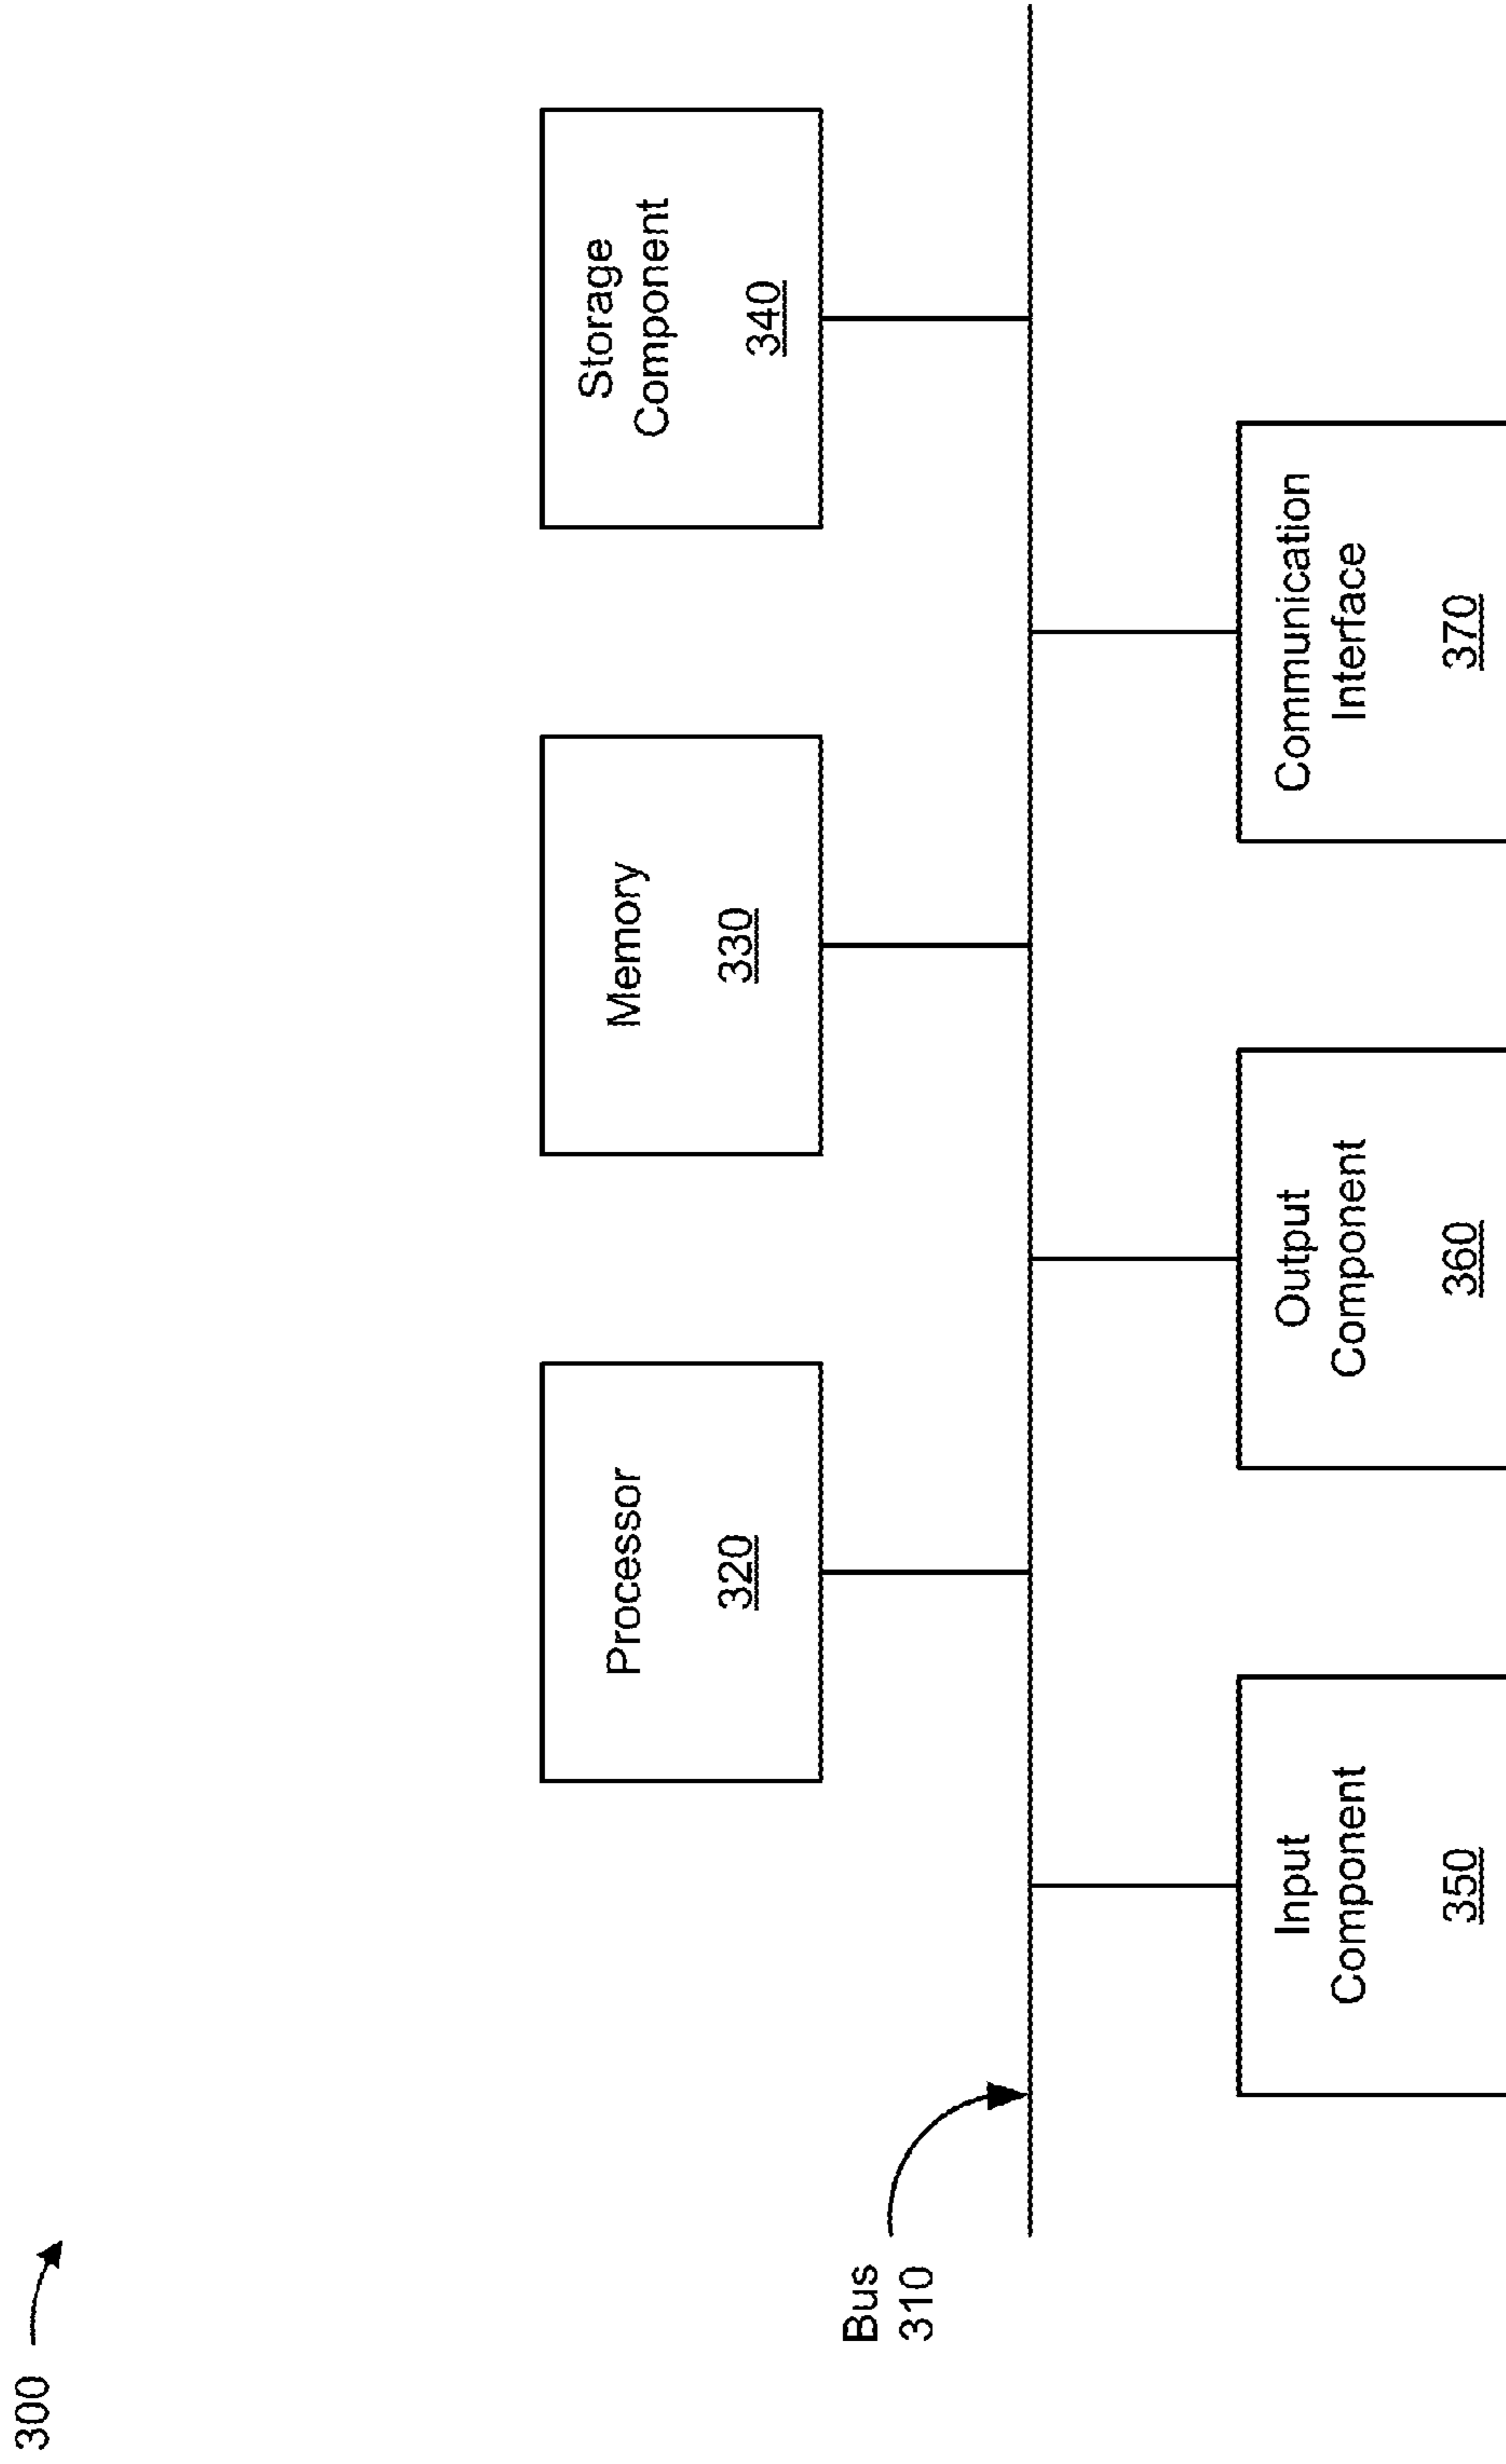 300
Processor
320
Memory
330
Storage
Component
340
Bus
310
Input
Component
350
Output
Component
360
Communication
Interface
370